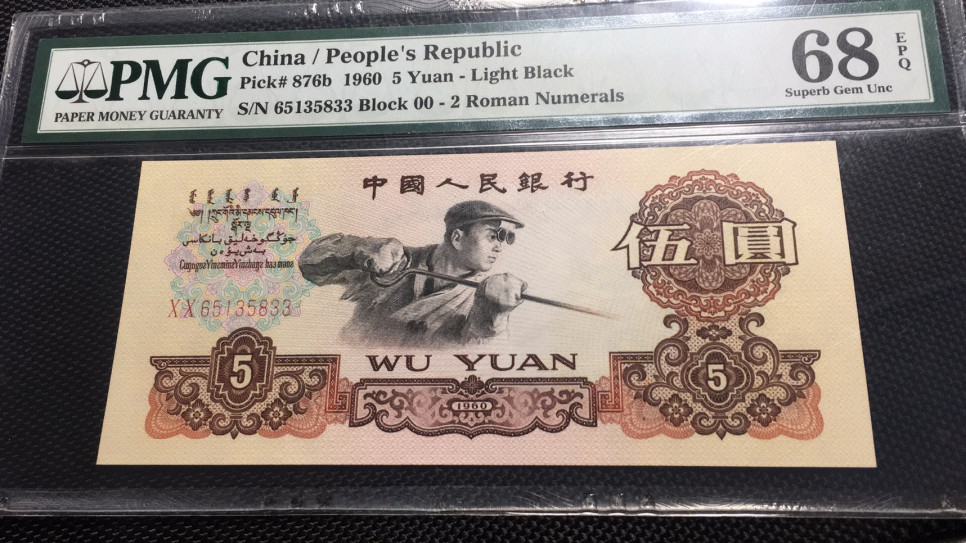 PMG
PAPER MONEY GUARANTY
China / People's Republic
Pick# 876b 1960 5 Yuan - Light Black
S/N 65135833 Block 00 - 2 Roman Numerals
68
EPQ
Superb Gem Unc
中國人民銀行
伍圓
XX65135833
WU YUAN
5
1960
5